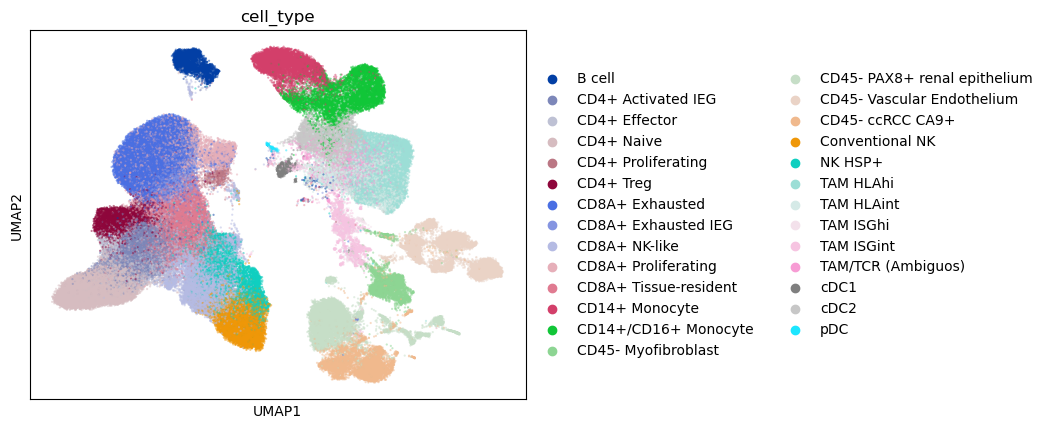 cell_type
UMAP2
UMAP1
B cell
CD4+ Activated IEG
CD4+ Effector
CD4+ Naive
CD4+ Proliferating
CD4+ Treg
CD8A+ Exhausted
CD8A+ Exhausted IEG
CD8A+ NK-like
CD8A+ Proliferating
CD8A+ Tissue-resident
CD14+ Monocyte
CD14+/CD16+ Monocyte
CD45- Myofibroblast
CD45- PAX8+ renal epithelium
CD45- Vascular Endothelium
CD45- ccRCC CA9+
Conventional NK
NK HSP+
TAM HLAhi
TAM HLAint
TAM ISGhi
TAM ISGint
TAM/TCR (Ambiguos)
cDC1
cDC2
pDC